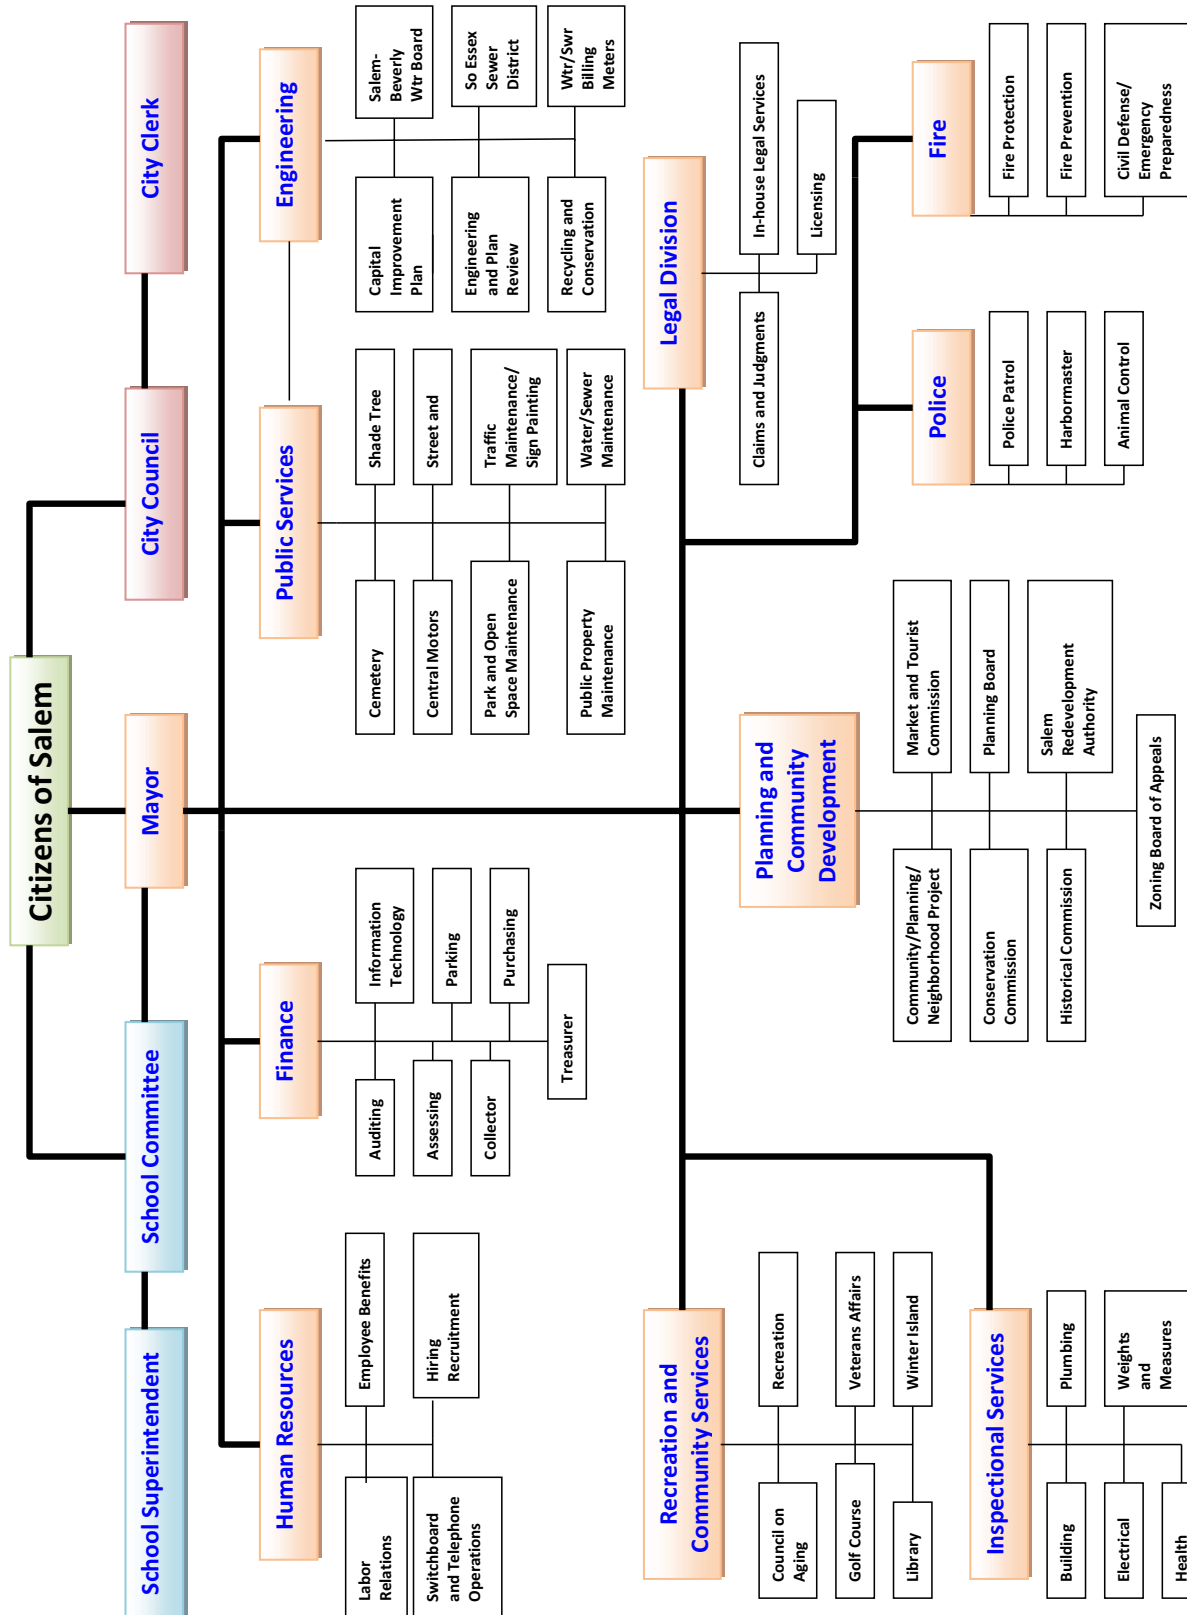 Citizens of Salem
School Superintendent
School Committee
Mayor
City Council
City Clerk
Human Resources
Finance
Public Services
Engineering
Labor
Relations
Employee Benefits
Switchboard
and Telephone
Operations
Hiring
Recruitment
Auditing
Information
Technology
Assessing
Parking
Collector
Purchasing
Treasurer
Cemetery
Shade Tree
Central Motors
Street and
Park and Open
Space Maintenance
Traffic
Maintenance/
Sign Painting
Public Property
Maintenance
Water/Sewer
Maintenance
Capital
Improvement
Plan
Salem-
Beverly
Wtr Board
Engineering
and Plan
Review
So Essex
Sewer
District
Recycling and
Conservation
Wtr/Swr
Billing
Meters
Recreation and
Community Services
Council on
Aging
Recreation
Golf Course
Veterans Affairs
Library
Winter Island
Inspectional Services
Building
Plumbing
Electrical
Weights
and
Measures
Health
Planning and
Community
Development
Community/Planning/
Neighborhood Project
Market and Tourist
Commission
Conservation
Commission
Planning Board
Historical Commission
Salem
Redevelopment
Authority
Zoning Board of Appeals
Legal Division
Claims and Judgments
In-house Legal Services
Licensing
Police
Police Patrol
Harbormaster
Animal Control
Fire
Fire Protection
Fire Prevention
Civil Defense/
Emergency
Preparedness